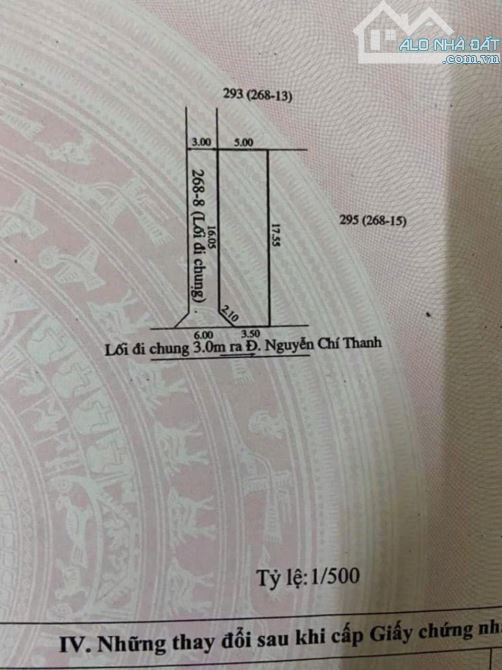 ALO NHÀ ĐẤT
.com.vn
293 (268-13)
3.00 5.00
268-8 (Lối đi chung)
16.05
17.55
295 (268-15)
2.10
6.00 3.50
Lối đi chung 3.0m ra Đ. Nguyễn Chí Thanh
Tỷ lệ: 1/500
IV. Những thay đổi sau khi cấp Giấy chứng nh